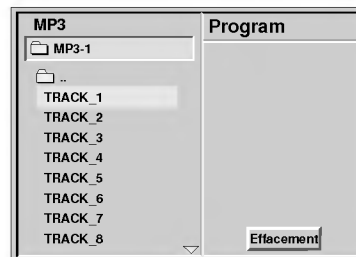 MP3
MP3-1
..
TRACK_1
TRACK_2
TRACK_3
TRACK_4
TRACK_5
TRACK_6
TRACK_7
TRACK_8
Program
Effacement